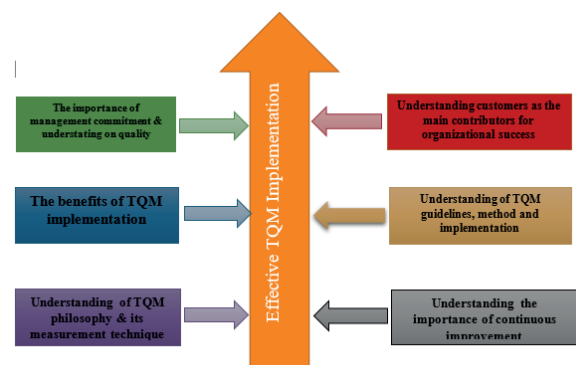 The importance of
management commitment &
understating on quality
The benefits of TQM
implementation
Understanding of TQM
philosophy & its
measurement technique
Effective TQM Implementation
Understanding customers as the
main contributors for
organizational success
Understanding of TQM
guidelines, method and
implementation
Understanding the
importance of continuous
improvement